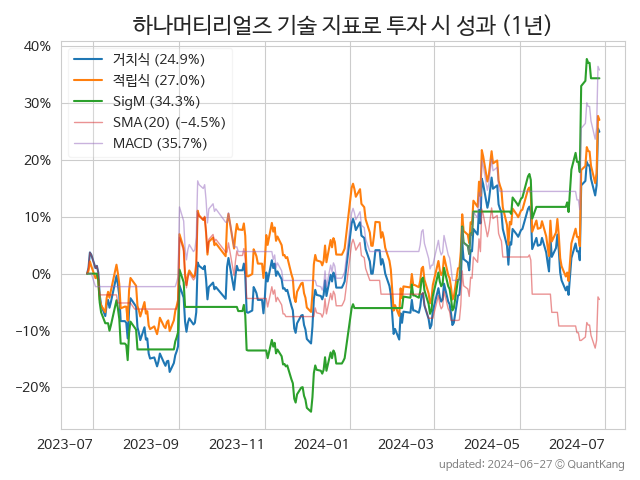 하나머티리얼즈 기술 지표로 투자 시 성과 (1년)
40%
30%
20%
10%
0%
−10%
−20%
거치식 (24.9%)
적립식 (27.0%)
SigM (34.3%)
SMA(20) (−4.5%)
MACD (35.7%)
2023-07
2023-09
2023-11
2024-01
2024-03
2024-05
2024-07
updated: 2024-06-27 © QuantKang